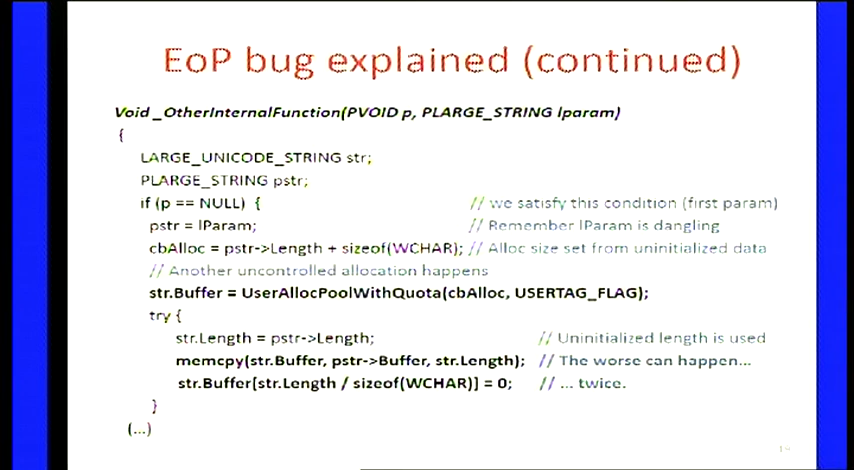 EoP bug explained (continued)
Void _OtherInternalFunction(PVOID p, PLARGE_STRING lparam)
{
LARGE_UNICODE_STRING str;
PLARGE_STRING pstr;
if (p == NULL) { // we satisfy this condition (first param)
pstr = lParam; // Remember lParam is dangling
cbAlloc = pstr->Length + sizeof(WCHAR); // Alloc size set from uninitialized data
// Another uncontrolled allocation happens
str.Buffer = UserAllocPoolWithQuota(cbAlloc, USERTAG_FLAG);
try {
str.Length = pstr->Length; // Uninitialized length is used
memcpy(str.Buffer, pstr->Buffer, str.Length); // The worse can happen...
str.Buffer[str.Length / sizeof(WCHAR)] = 0; // ... twice.
}
(...)